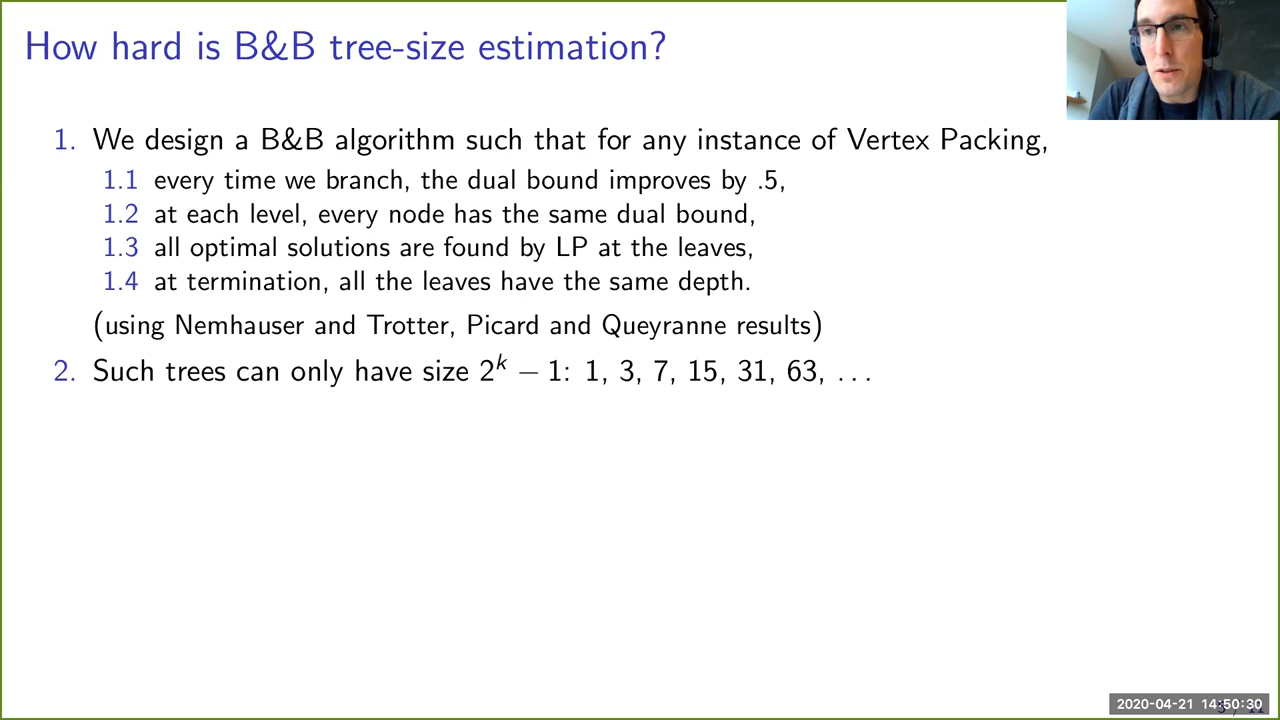 How hard is B&B tree-size estimation?
1. We design a B&B algorithm such that for any instance of Vertex Packing,
1.1 every time we branch, the dual bound improves by .5,
1.2 at each level, every node has the same dual bound,
1.3 all optimal solutions are found by LP at the leaves,
1.4 at termination, all the leaves have the same depth.
(using Nemhauser and Trotter, Picard and Queyranne results)
2. Such trees can only have size 2^k − 1: 1, 3, 7, 15, 31, 63, ...
2020-04-21 14:50:30